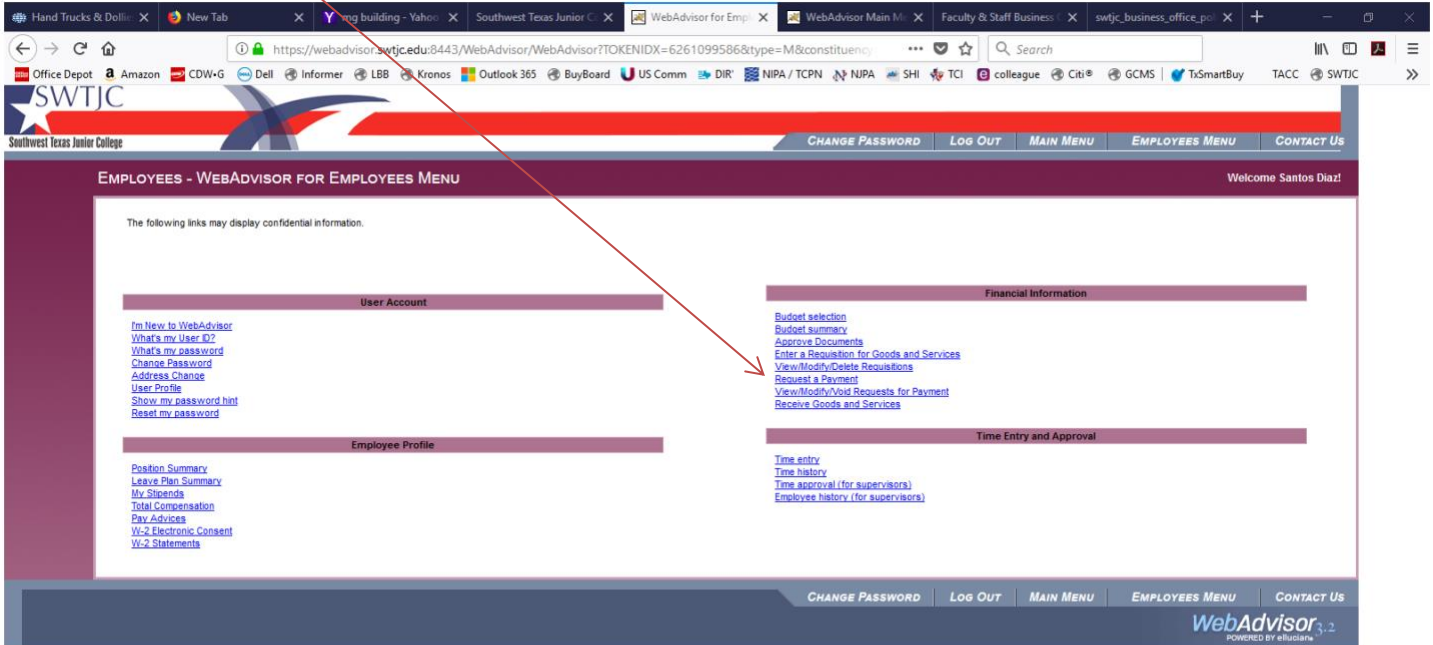 Hand Trucks & Dollie New Tab mg building - Yahoo Southwest Texas Junior Co WebAdvisor for Empl WebAdvisor Main Me Faculty & Staff Business swtjc_business_office_pol
https://webadvisor.swtjc.edu:8443/WebAdvisor/WebAdvisor?TOKENIDX=6261099586&type=M&constituency Search
Office Depot Amazon CDW•G Dell Informer LBB Kronos Outlook 365 BuyBoard US Comm DIR' NIPA / TCPN NJPA SHI TCI colleague Citi® GCMS TxSmartBuy TACC SWTJC
SWTJC
Southwest Texas Junior College
CHANGE PASSWORD LOG OUT MAIN MENU EMPLOYEES MENU CONTACT US
EMPLOYEES - WEBADVISOR FOR EMPLOYEES MENU Welcome Santos Diaz!
The following links may display confidential information.
User Account
I'm New to WebAdvisor
What's my User ID?
What's my password
Change Password
Address Change
User Profile
Show my password hint
Reset my password
Employee Profile
Position Summary
Leave Plan Summary
My Stipends
Total Compensation
Pay Advices
W-2 Electronic Consent
W-2 Statements
Financial Information
Budget selection
Budget summary
Approve Documents
Enter a Requisition for Goods and Services
View/Modify/Delete Requisitions
Request a Payment
View/Modify/Void Requests for Payment
Receive Goods and Services
Time Entry and Approval
Time entry
Time history
Time approval (for supervisors)
Employee history (for supervisors)
CHANGE PASSWORD LOG OUT MAIN MENU EMPLOYEES MENU CONTACT US
WebAdvisor 3.2
POWERED BY ellucian